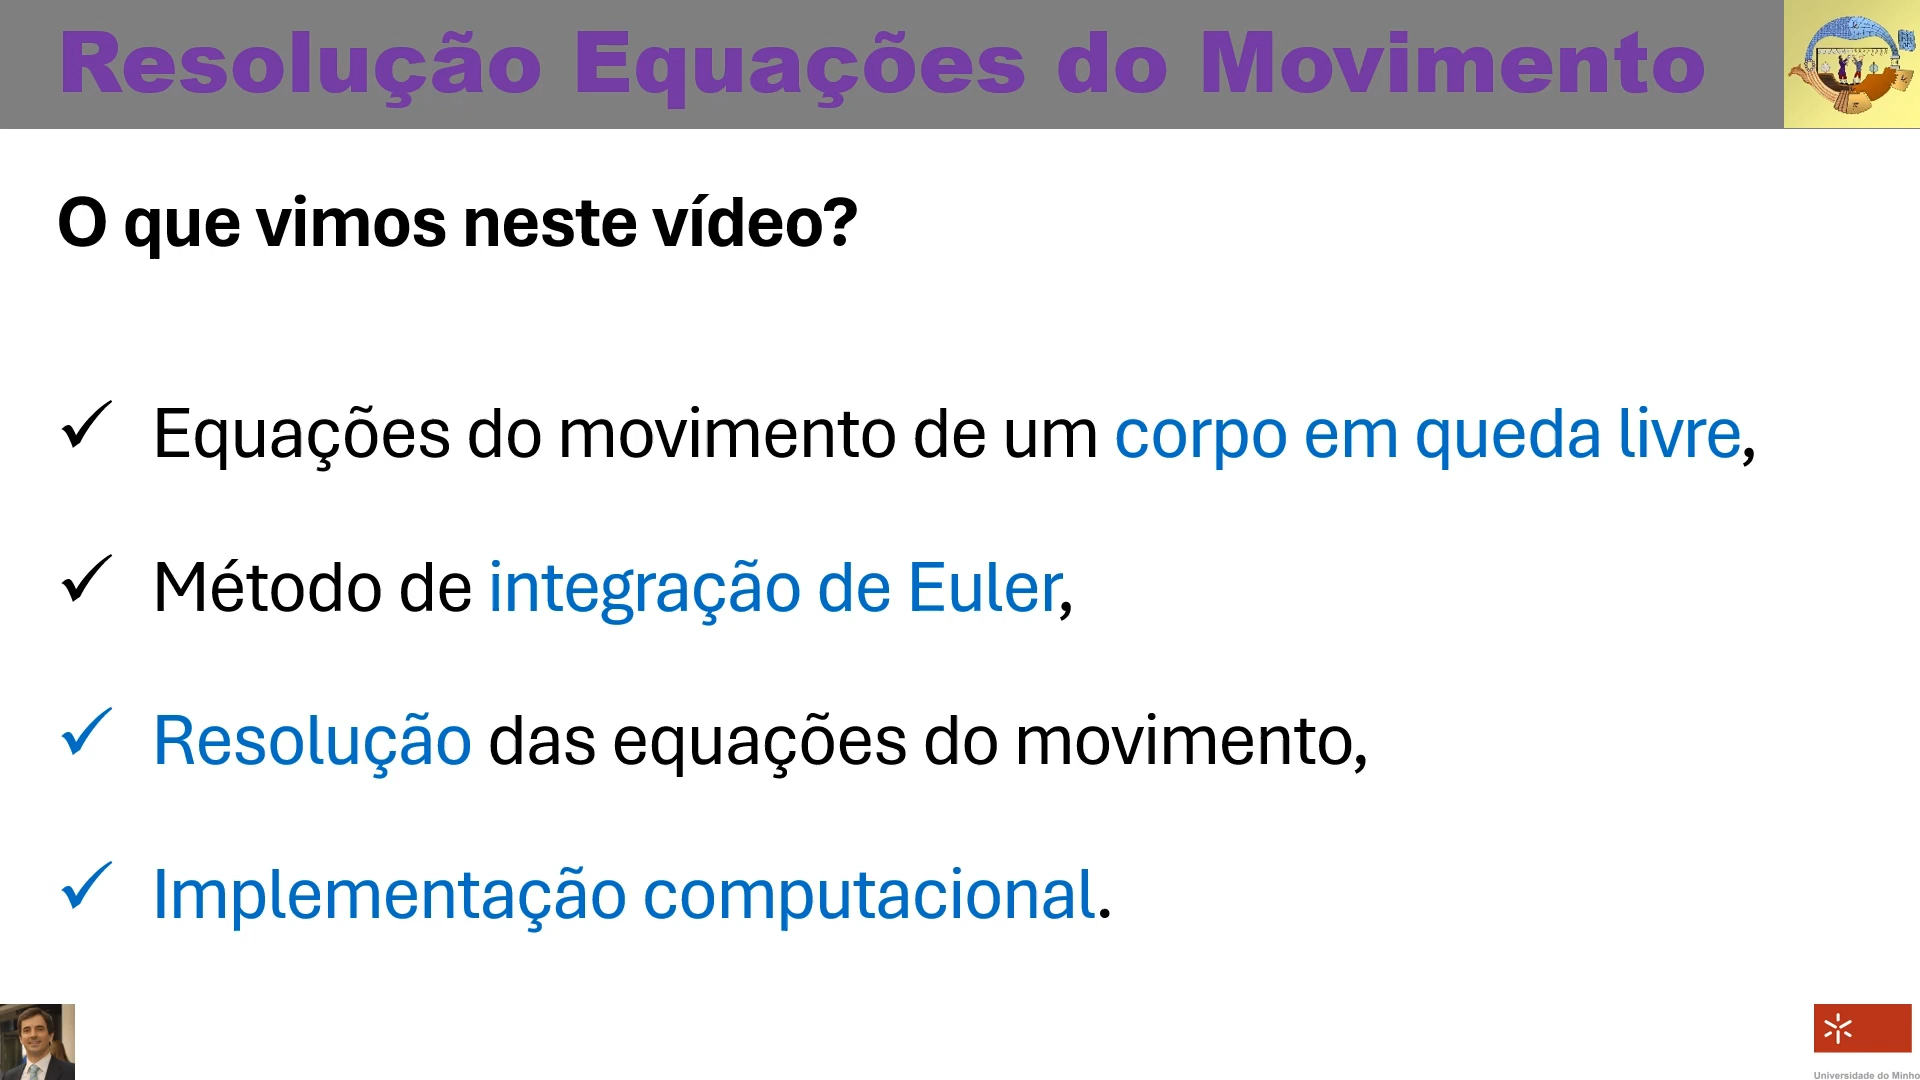 Resolução Equações do Movimento
O que vimos neste vídeo?
✓ Equações do movimento de um corpo em queda livre,
✓ Método de integração de Euler,
✓ Resolução das equações do movimento,
✓ Implementação computacional.
Universidade do Minho